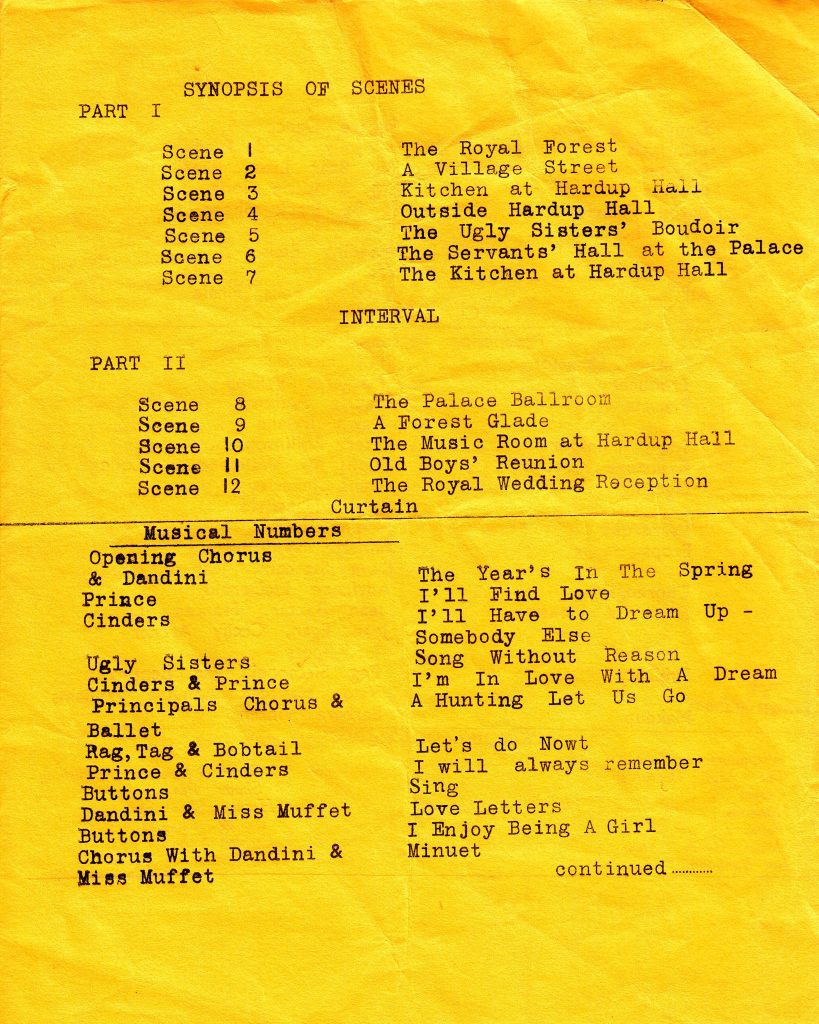 SYNOPSIS OF SCENES
PART I
Scene 1 The Royal Forest
Scene 2 A Village Street
Scene 3 Kitchen at Hardup Hall
Scene 4 Outside Hardup Hall
Scene 5 The Ugly Sisters' Boudoir
Scene 6 The Servants' Hall at the Palace
Scene 7 The Kitchen at Hardup Hall
INTERVAL
PART II
Scene 8 The Palace Ballroom
Scene 9 A Forest Glade
Scene 10 The Music Room at Hardup Hall
Scene 11 Old Boys' Reunion
Scene 12 The Royal Wedding Reception
Curtain
Musical Numbers
Opening Chorus
& Dandini The Year's In The Spring
Prince I'll Find Love
Cinders I'll Have to Dream Up -
Somebody Else
Ugly Sisters Song Without Reason
Cinders & Prince I'm In Love With A Dream
Principals Chorus & A Hunting Let Us Go
Ballet
Rag, Tag & Bobtail Let's do Nowt
Prince & Cinders I will always remember
Buttons Sing
Dandini & Miss Muffet Love Letters
Buttons I Enjoy Being A Girl
Chorus With Dandini & Minuet
Miss Muffet
continued............